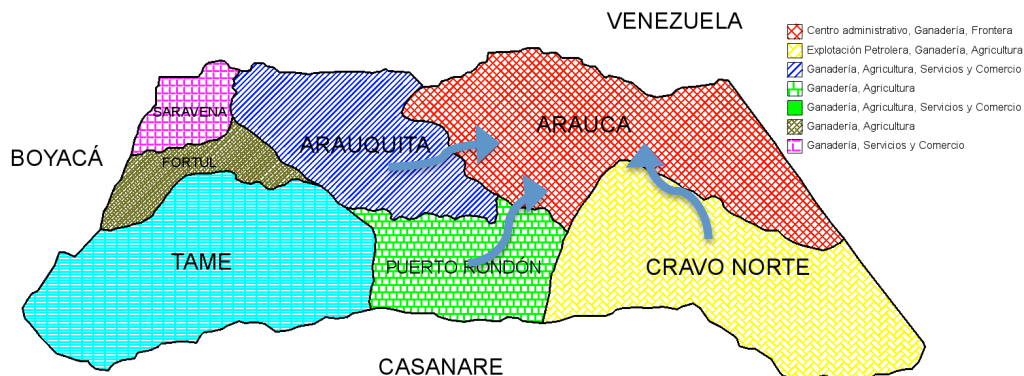 VENEZUELA
Centro administrativo, Ganadería, Frontera
Explotación Petrolera, Ganadería, Agricultura
Ganadería, Agricultura, Servicios y Comercio
Ganadería, Agricultura
Ganadería, Agricultura, Servicios y Comercio
Ganadería, Agricultura
Ganadería, Servicios y Comercio
SARAVENA
ARAUCA
ARAUQUITA
BOYACÁ
FORTUL
TAME
PUERTO RONDÓN
CRAVO NORTE
CASANARE